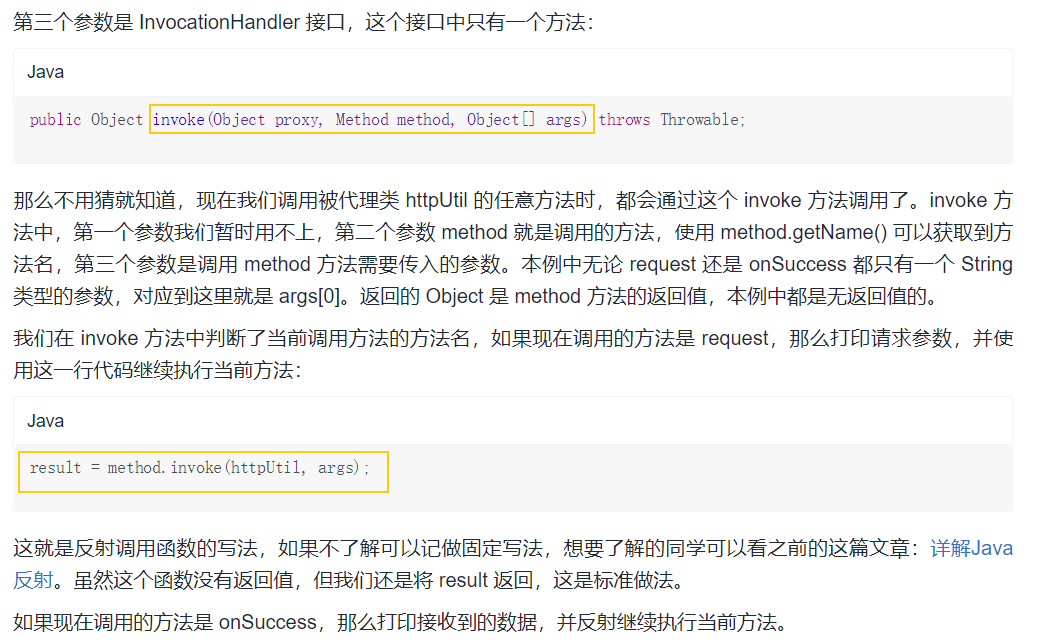 第三个参数是 InvocationHandler 接口，这个接口中只有一个方法：
Java
public Object invoke(Object proxy, Method method, Object[] args) throws Throwable;
那么不用猜就知道，现在我们调用被代理类 httpUtil 的任意方法时，都会通过这个 invoke 方法调用了。invoke 方
法中，第一个参数我们暂时用不上，第二个参数 method 就是调用的方法，使用 method.getName() 可以获取到方
法名，第三个参数是调用 method 方法需要传入的参数。本例中无论 request 还是 onSuccess 都只有一个 String
类型的参数，对应到这里就是 args[0]。返回的 Object 是 method 方法的返回值，本例中都是无返回值的。
我们在 invoke 方法中判断了当前调用方法的方法名，如果现在调用的方法是 request，那么打印请求参数，并使
用这一行代码继续执行当前方法：
Java
result = method.invoke(httpUtil, args);
这就是反射调用函数的写法，如果不了解可以记做固定写法，想要了解的同学可以看之前的这篇文章：详解Java
反射。虽然这个函数没有返回值，但我们还是将 result 返回，这是标准做法。
如果现在调用的方法是 onSuccess，那么打印接收到的数据，并反射继续执行当前方法。